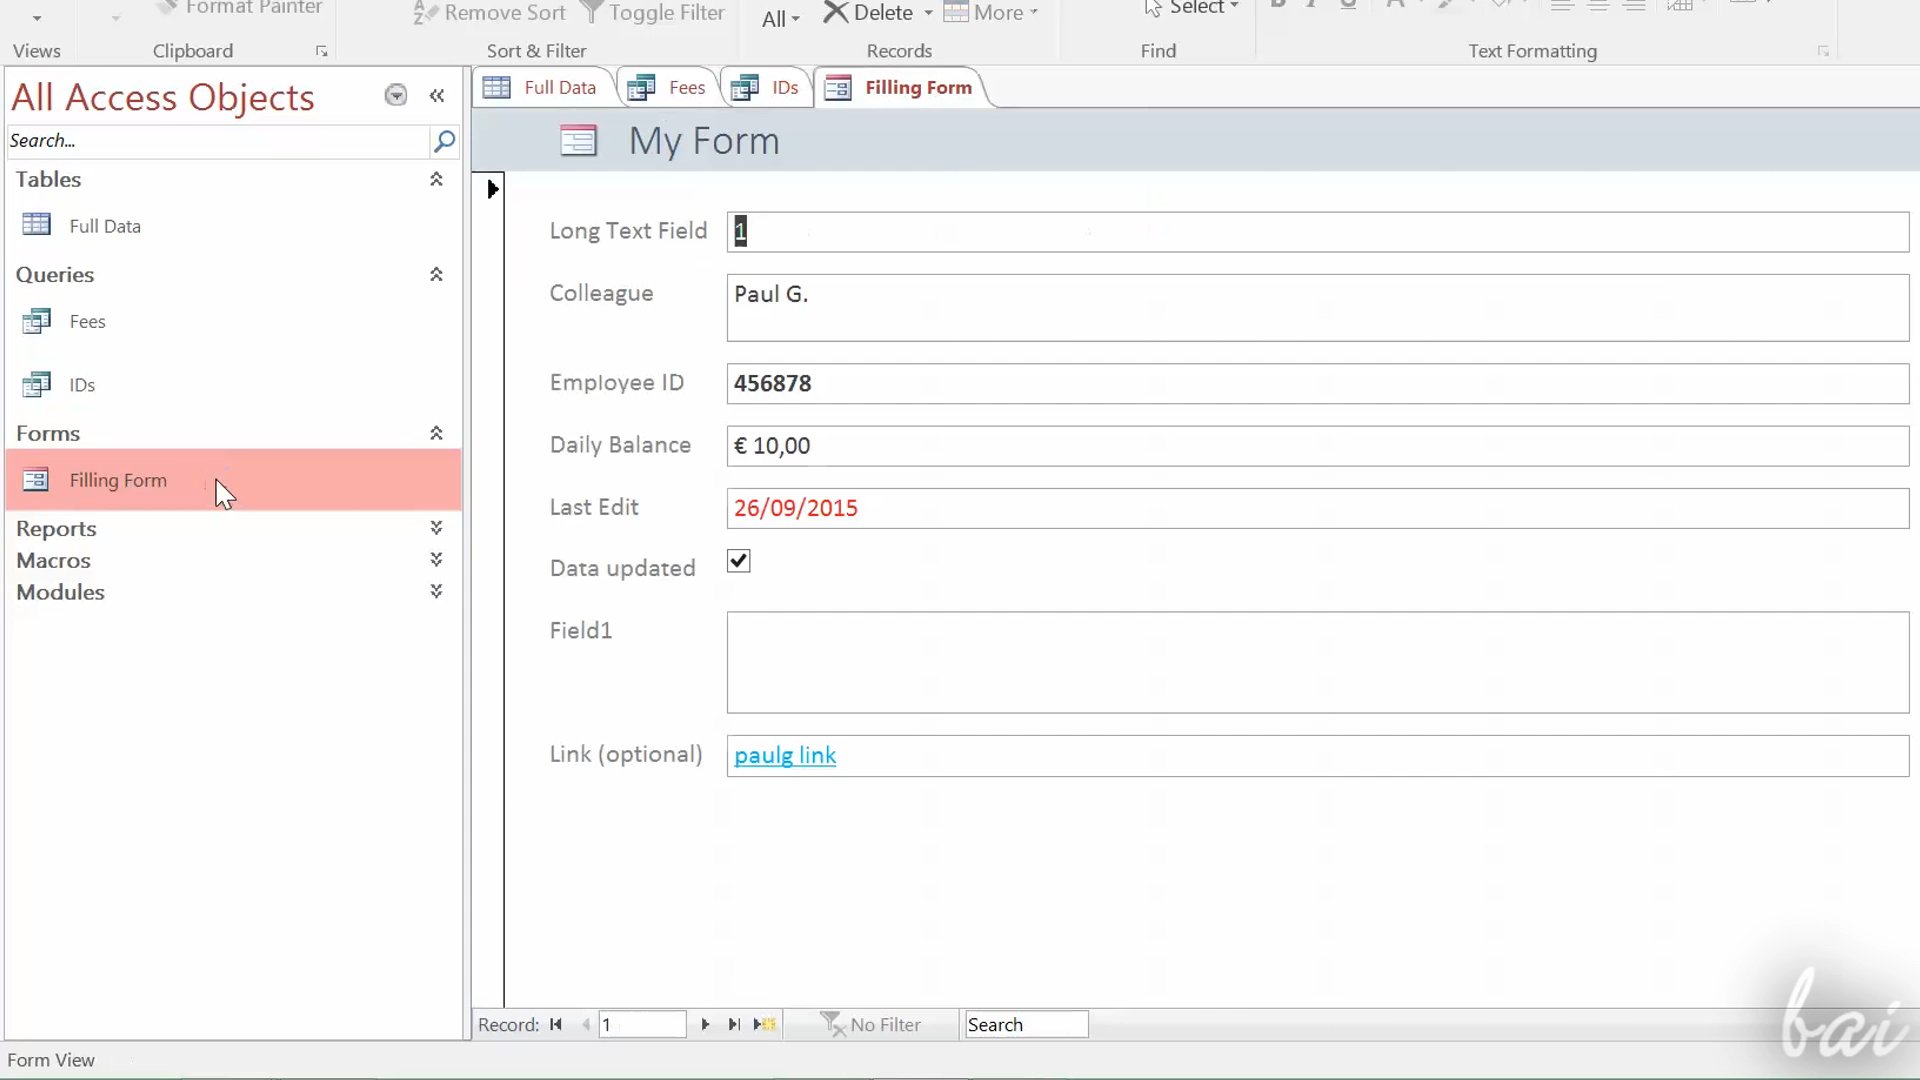 Format Painter
Remove Sort
Toggle Filter
All
Delete
More
Select
Views
Clipboard
Sort & Filter
Records
Find
Text Formatting
All Access Objects
Search...
Tables
Full Data
Queries
Fees
IDs
Forms
Filling Form
Reports
Macros
Modules
Full Data
Fees
IDs
Filling Form
My Form
Long Text Field
1
Colleague
Paul G.
Employee ID
456878
Daily Balance
€ 10,00
Last Edit
26/09/2015
Data updated
Field1
Link (optional)
paulg link
Record:
1
No Filter
Search
Form View
bai